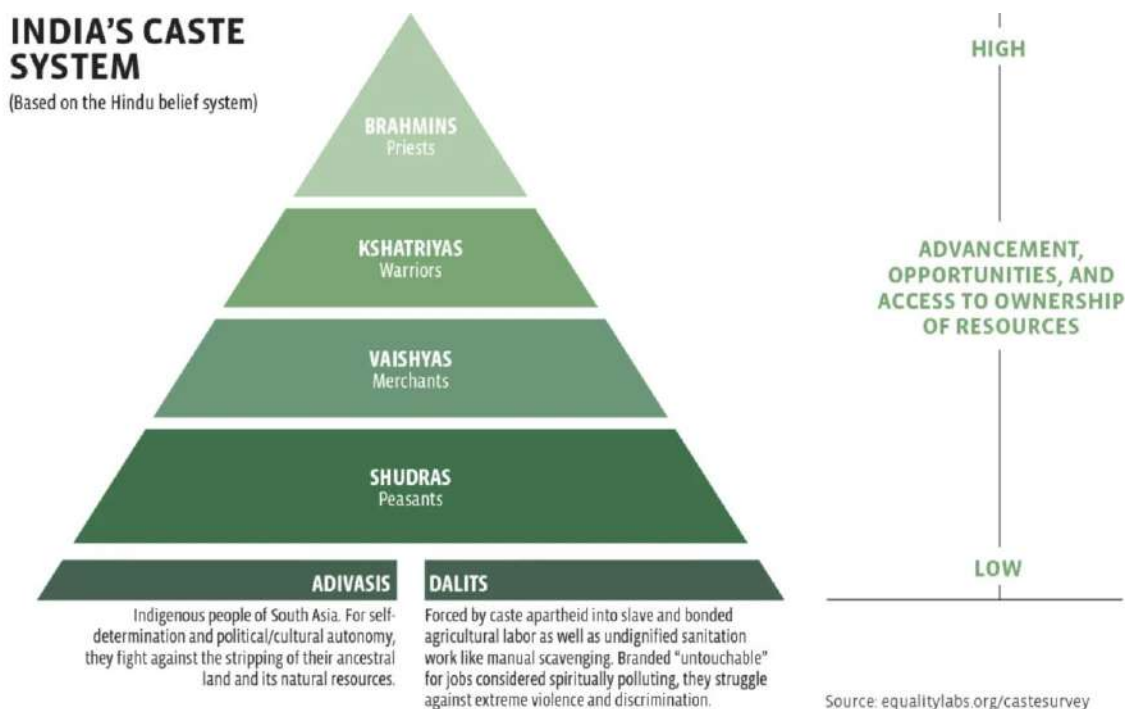 INDIA'S CASTE
SYSTEM
(Based on the Hindu belief system)
BRAHMINS
Priests
KSHATRIYAS
Warriors
VAISHYAS
Merchants
SHUDRAS
Peasants
ADIVASIS
Indigenous people of South Asia. For self-
determination and political/cultural autonomy,
they fight against the stripping of their ancestral
land and its natural resources.
DALITS
Forced by caste apartheid into slave and bonded
agricultural labor as well as undignified sanitation
work like manual scavenging. Branded "untouchable"
for jobs considered spiritually polluting, they struggle
against extreme violence and discrimination.
HIGH
ADVANCEMENT,
OPPORTUNITIES, AND
ACCESS TO OWNERSHIP
OF RESOURCES
LOW
Source: equalitylabs.org/castesurvey